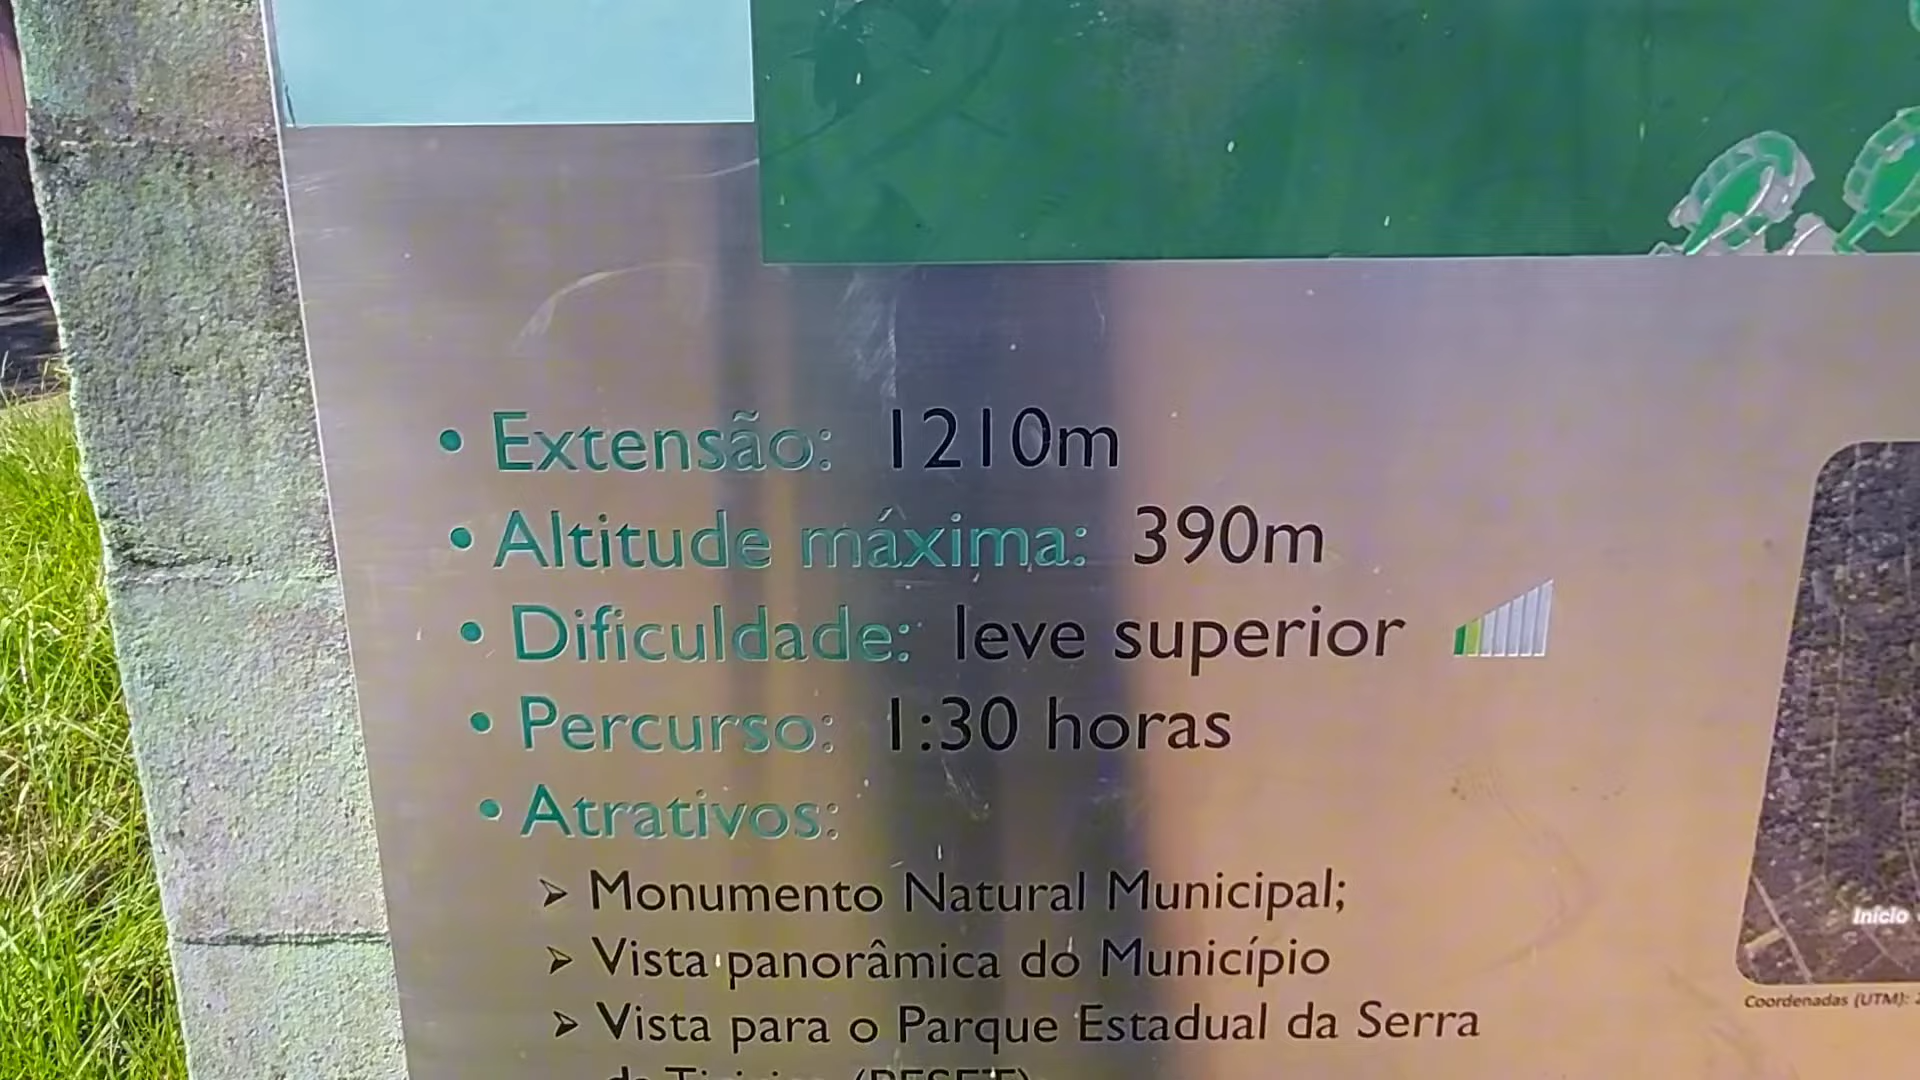 • Extensão: 1210m
• Altitude máxima: 390m
• Dificuldade: leve superior
• Percurso: 1:30 horas
• Atrativos:
➢ Monumento Natural Municipal;
➢ Vista panorâmica do Município
➢ Vista para o Parque Estadual da Serra
Início
Coordenadas (UTM):